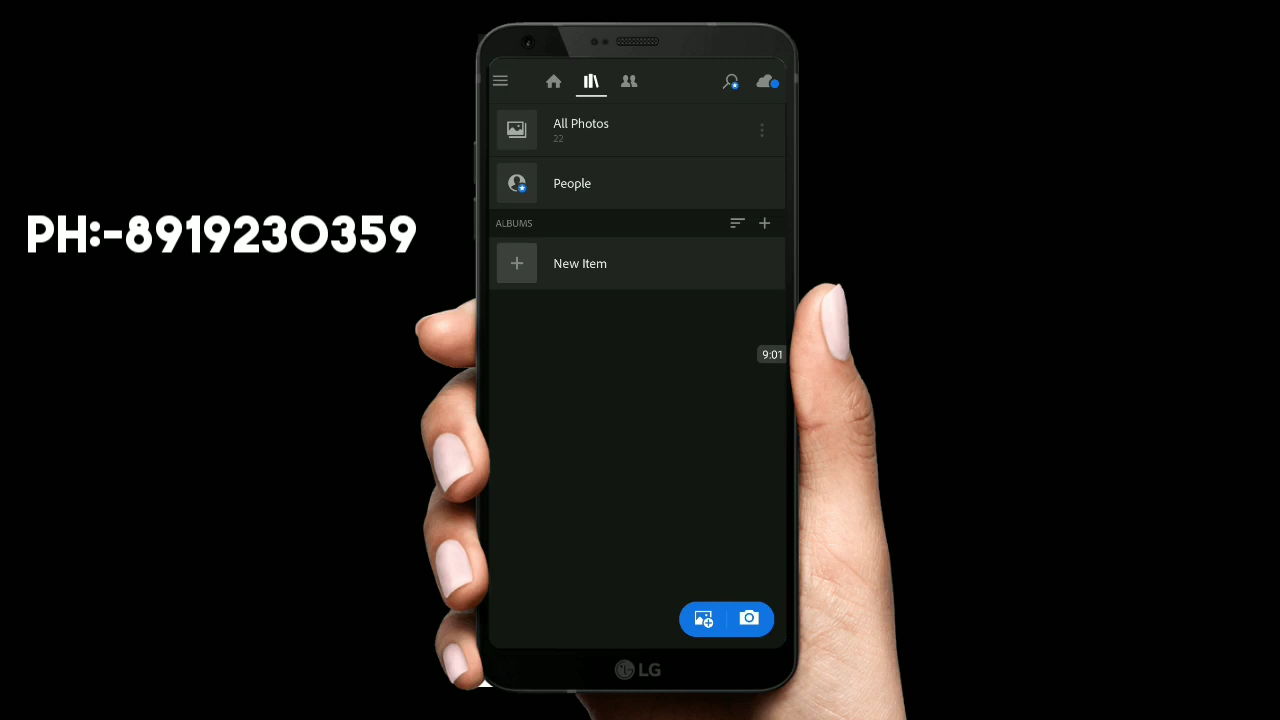 PH:-8919230359
All Photos
22
People
ALBUMS
New Item
9:01
LG